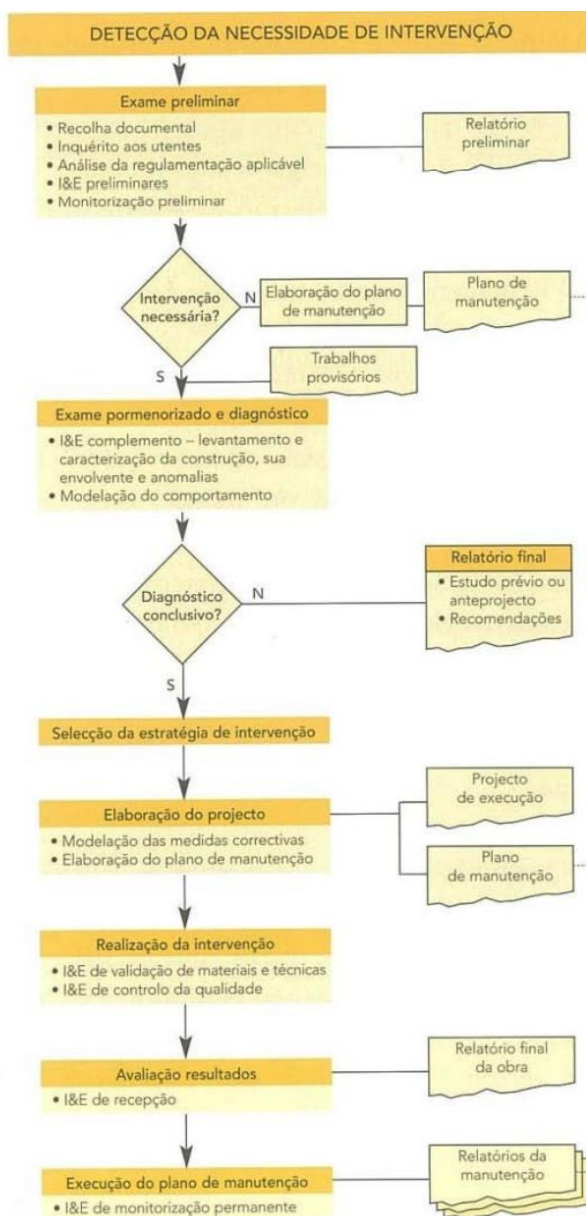 DETECÇÃO DA NECESSIDADE DE INTERVENÇÃO
Exame preliminar
• Recolha documental
• Inquérito aos utentes
• Análise da regulamentação aplicável
• I&E preliminares
• Monitorização preliminar
Relatório
preliminar
Intervenção
necessária?
N
Elaboração do plano
de manutenção
Plano de
manutenção
S
Trabalhos
provisórios
Exame pormenorizado e diagnóstico
• I&E complemento – levantamento e
caracterização da construção, sua
envolvente e anomalias
• Modelação do comportamento
Diagnóstico
conclusivo?
N
Relatório final
• Estudo prévio ou
anteprojecto
• Recomendações
S
Selecção da estratégia de intervenção
Elaboração do projecto
• Modelação das medidas correctivas
• Elaboração do plano de manutenção
Projecto
de execução
Plano
de manutenção
Realização da intervenção
• I&E de validação de materiais e técnicas
• I&E de controlo da qualidade
Avaliação resultados
• I&E de recepção
Relatório final
da obra
Execução do plano de manutenção
• I&E de monitorização permanente
Relatórios da
manutenção